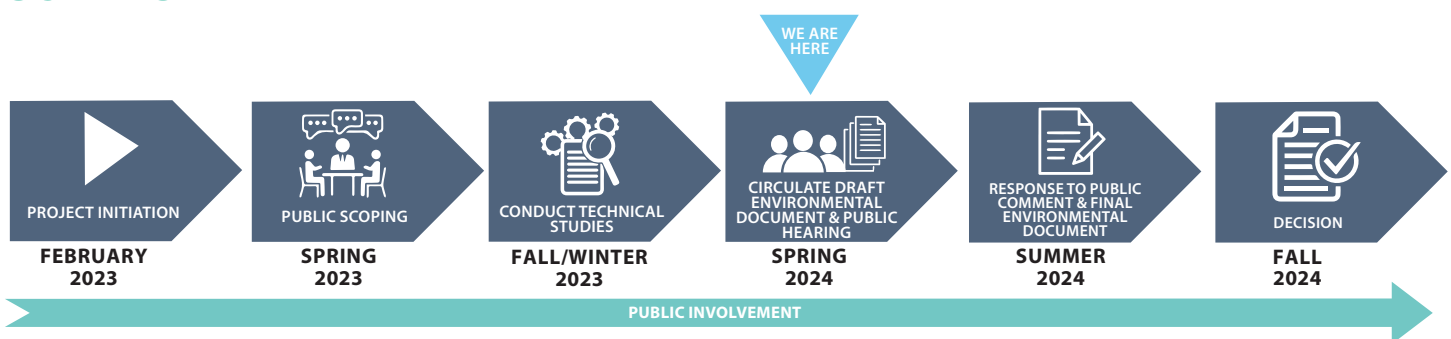 WE ARE
HERE
PROJECT INITIATION
FEBRUARY
2023
PUBLIC SCOPING
SPRING
2023
CONDUCT TECHNICAL
STUDIES
FALL/WINTER
2023
CIRCULATE DRAFT
ENVIRONMENTAL
DOCUMENT & PUBLIC
HEARING
SPRING
2024
RESPONSE TO PUBLIC
COMMENT & FINAL
ENVIRONMENTAL
DOCUMENT
SUMMER
2024
DECISION
FALL
2024
PUBLIC INVOLVEMENT